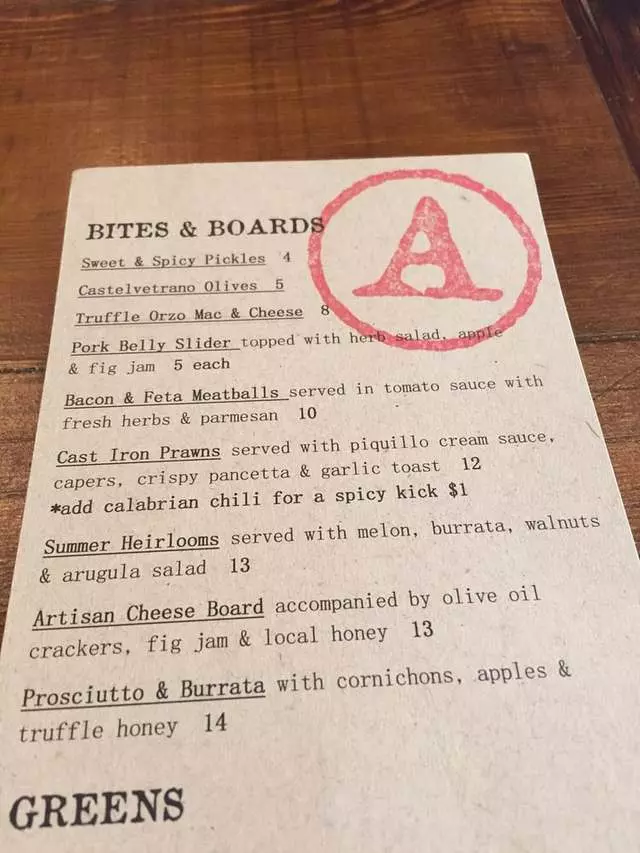 BITES & BOARDS
A
Sweet & Spicy Pickles 4
Castelvetrano Olives 5
Truffle Orzo Mac & Cheese 8
Pork Belly Slider topped with herb salad, apple
& fig jam 5 each
Bacon & Feta Meatballs served in tomato sauce with
fresh herbs & parmesan 10
Cast Iron Prawns served with piquillo cream sauce,
capers, crispy pancetta & garlic toast 12
*add calabrian chili for a spicy kick $1
Summer Heirlooms served with melon, burrata, walnuts
& arugula salad 13
Artisan Cheese Board accompanied by olive oil
crackers, fig jam & local honey 13
Prosciutto & Burrata with cornichons, apples &
truffle honey 14
GREENS